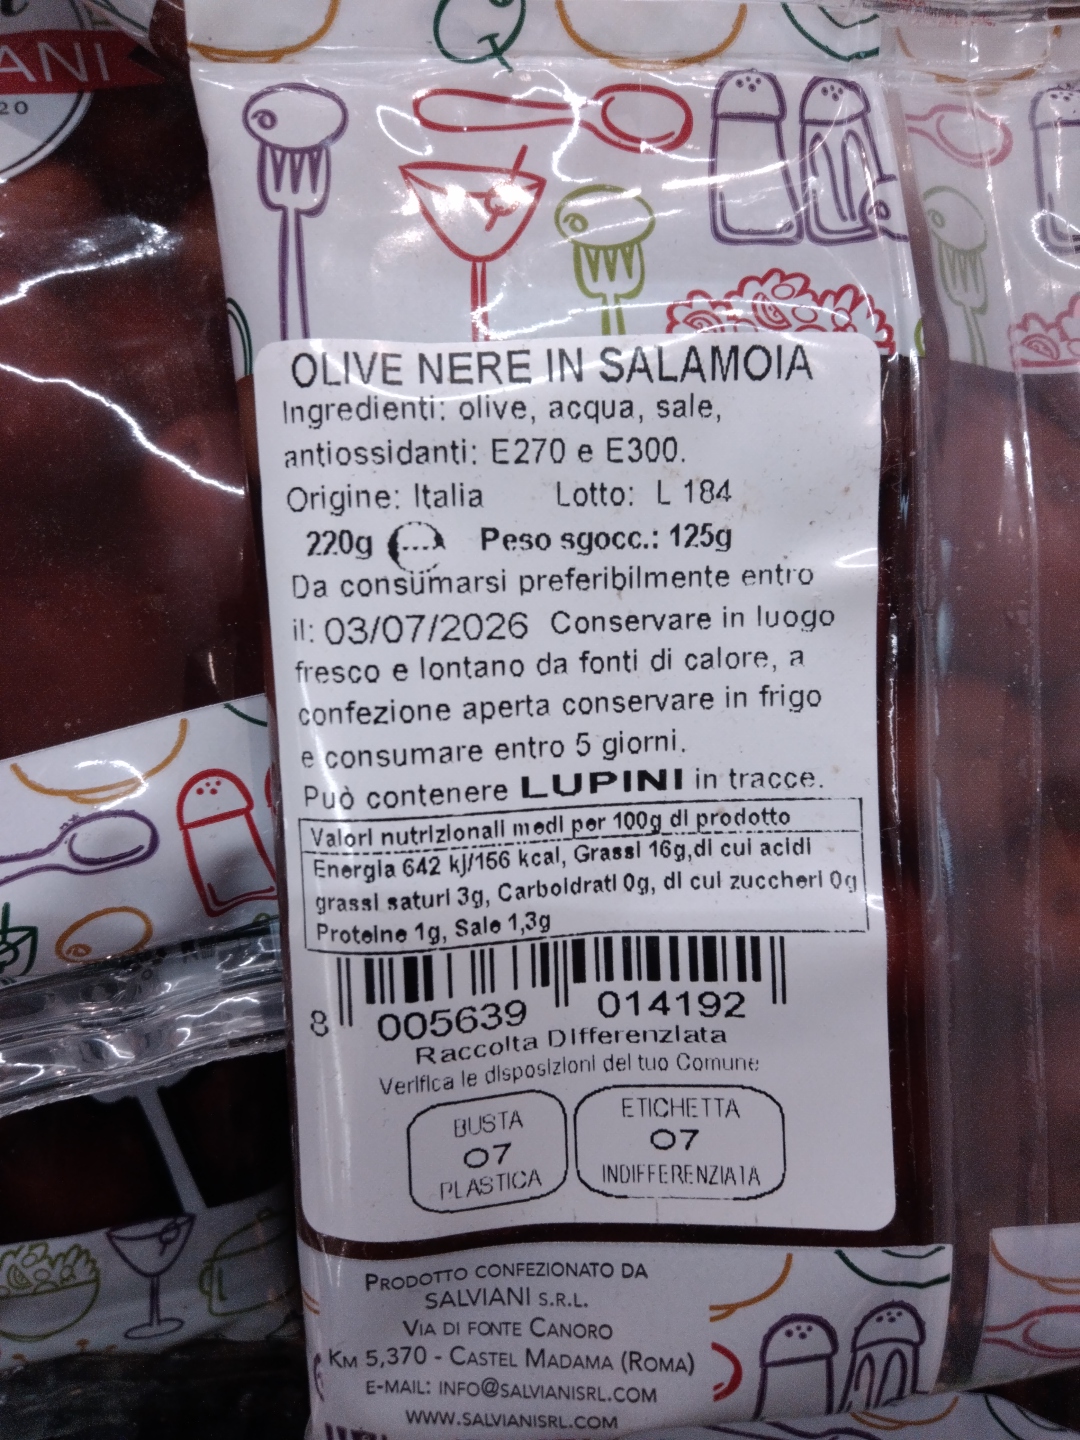 ANI
20
OLIVE NERE IN SALAMOIA
Ingredienti: olive, acqua, sale,
antiossidanti: E270 e E300.
Origine: Italia Lotto: L 184
220g Peso sgocc.: 125g
Da consumarsi preferibilmente entro
il: 03/07/2026 Conservare in luogo
fresco e lontano da fonti di calore, a
confezione aperta conservare in frigo
e consumare entro 5 giorni.
Può contenere LUPINI in tracce.
Valori nutrizionali medi per 100g di prodotto
Energia 642 kj/156 kcal, Grassi 16g,di cui acidi
grassi saturi 3g, Carboidrati 0g, di cui zuccheri 0g
Proteine 1g, Sale 1,3g
8 005639 014192
Raccolta Differenziata
Verifica le disposizioni del tuo Comune
BUSTA
07
PLASTICA
ETICHETTA
07
INDIFFERENZIATA
PRODOTTO CONFEZIONATO DA
SALVIANI S.R.L.
VIA DI FONTE CANORO
KM 5,370 - CASTEL MADAMA (ROMA)
E-MAIL: INFO@SALVIANISRL.COM
WWW.SALVIANISRL.COM